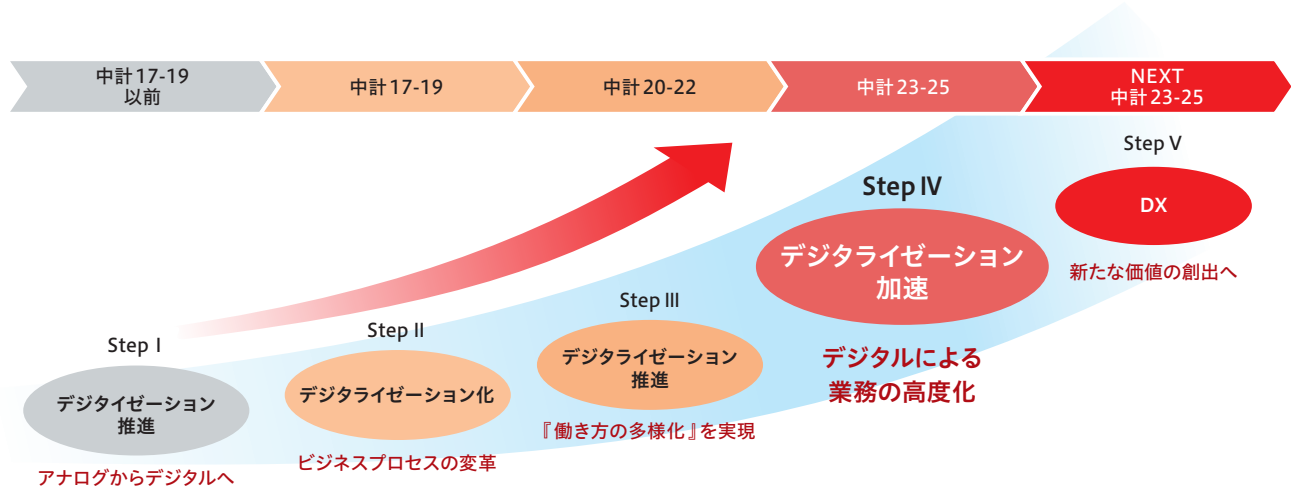 中計17-19
以前
中計17-19
中計20-22
中計23-25
NEXT
中計23-25
Step I
デジタイゼーション
推進
アナログからデジタルへ
Step II
デジタライゼーション化
ビジネスプロセスの変革
Step III
デジタライゼーション
推進
『働き方の多様化』を実現
Step IV
デジタライゼーション
加速
デジタルによる
業務の高度化
Step V
DX
新たな価値の創出へ